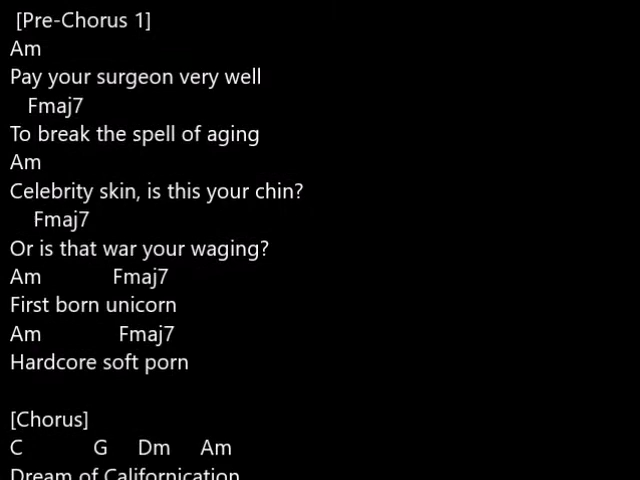 [Pre-Chorus 1]
Am
Pay your surgeon very well
Fmaj7
To break the spell of aging
Am
Celebrity skin, is this your chin?
Fmaj7
Or is that war your waging?
Am Fmaj7
First born unicorn
Am Fmaj7
Hardcore soft porn
[Chorus]
C G Dm Am
Dream of Californication